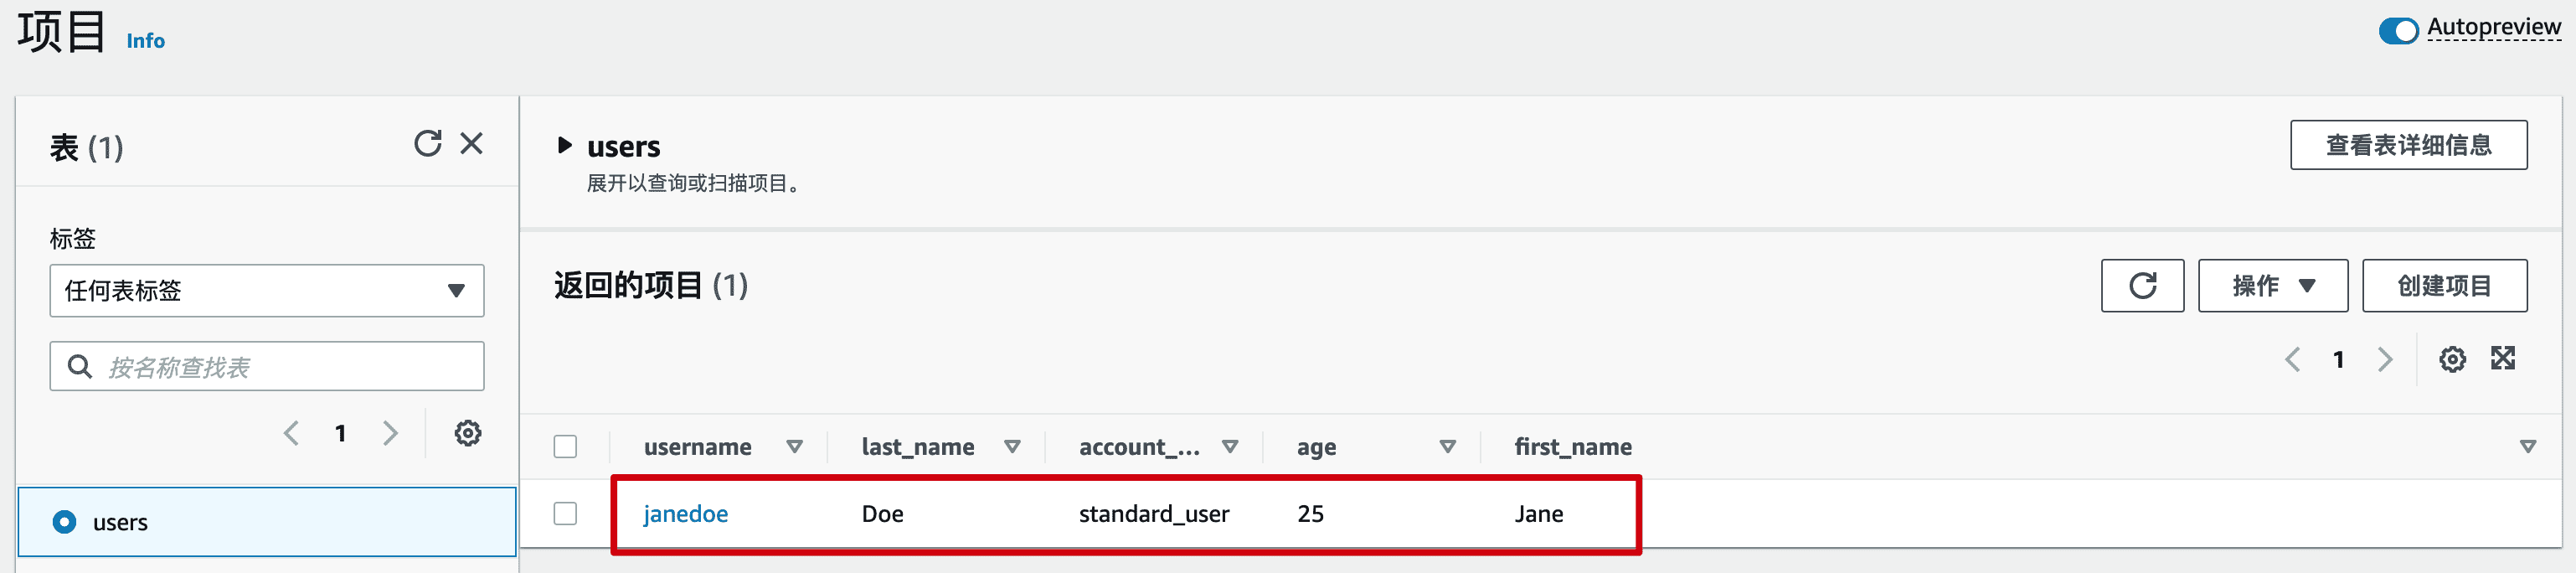 项目 Info
Autopreview
表 (1)
标签
任何表标签
按名称查找表
1
users
users
展开以查询或扫描项目。
查看表详细信息
返回的项目 (1)
操作
创建项目
1
username last_name account_... age first_name
janedoe Doe standard_user 25 Jane